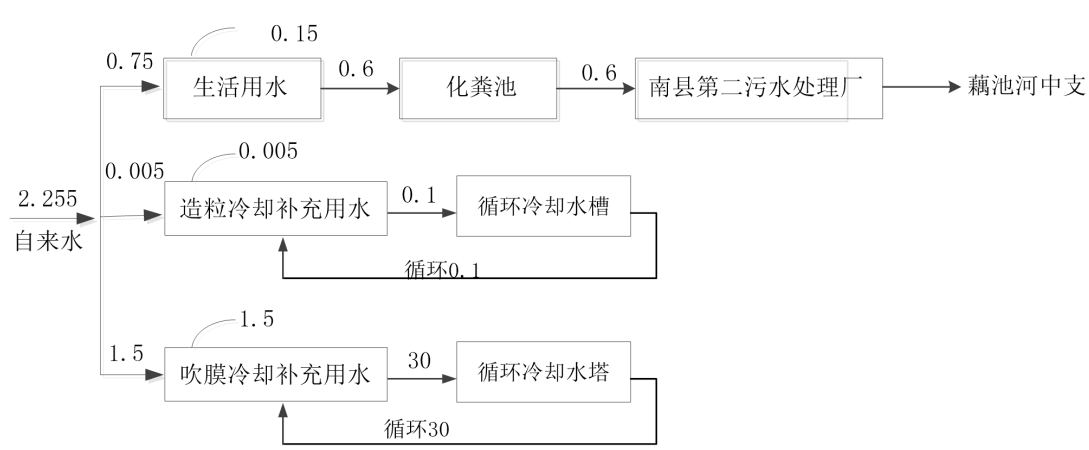 0.15
0.75
生活用水
0.6
化粪池
0.6
南县第二污水处理厂
藕池河中支
0.005
0.005
2.255
自来水
造粒冷却补充用水
0.1
循环冷却水槽
循环0.1
1.5
1.5
吹膜冷却补充用水
30
循环冷却水塔
循环30